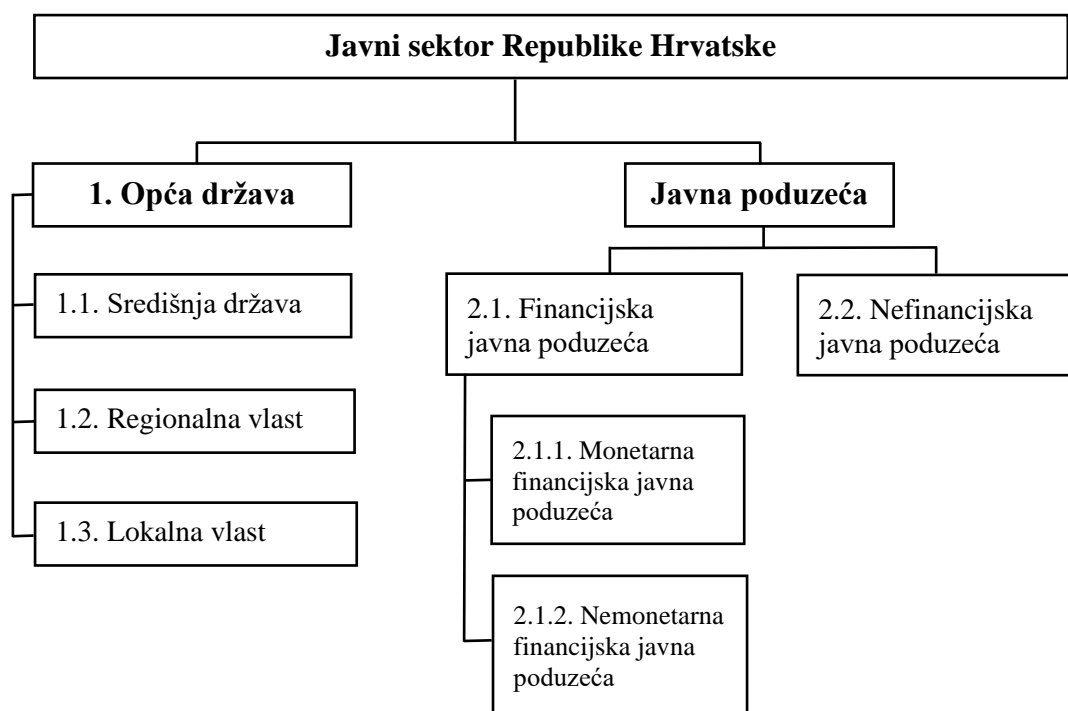 Javni sektor Republike Hrvatske
1. Opća država
Javna poduzeća
1.1. Središnja država
2.1. Financijska
javna poduzeća
2.2. Nefinancijska
javna poduzeća
1.2. Regionalna vlast
2.1.1. Monetarna
financijska javna
poduzeća
1.3. Lokalna vlast
2.1.2. Nemonetarna
financijska javna
poduzeća